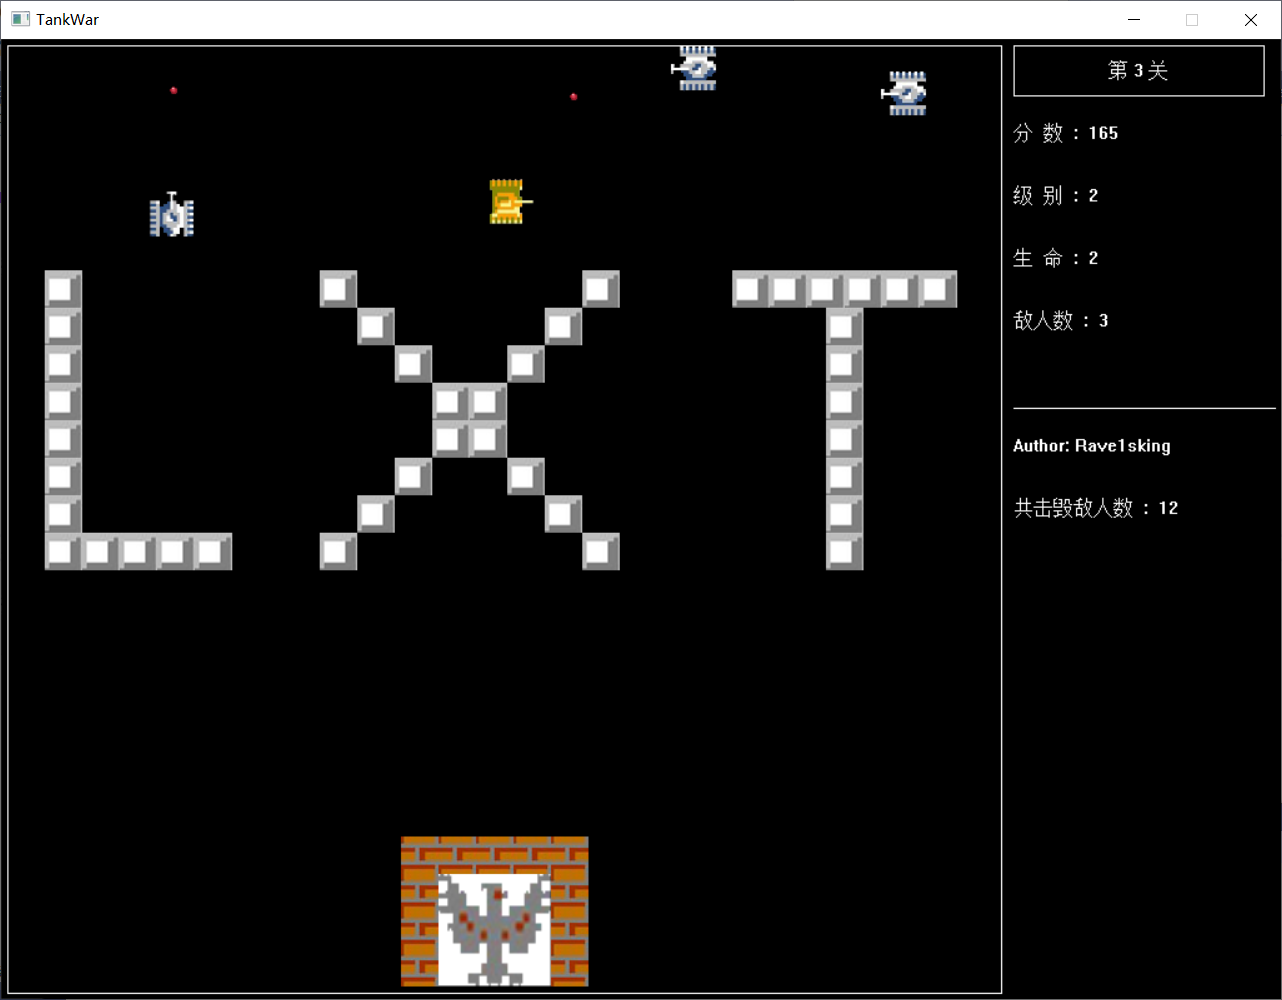 TankWar
第 3 关
分 数 : 165
级 别 : 2
生 命 : 2
敌人数 : 3
LXT
Author: Rave1sking
共击毁敌人数 : 12